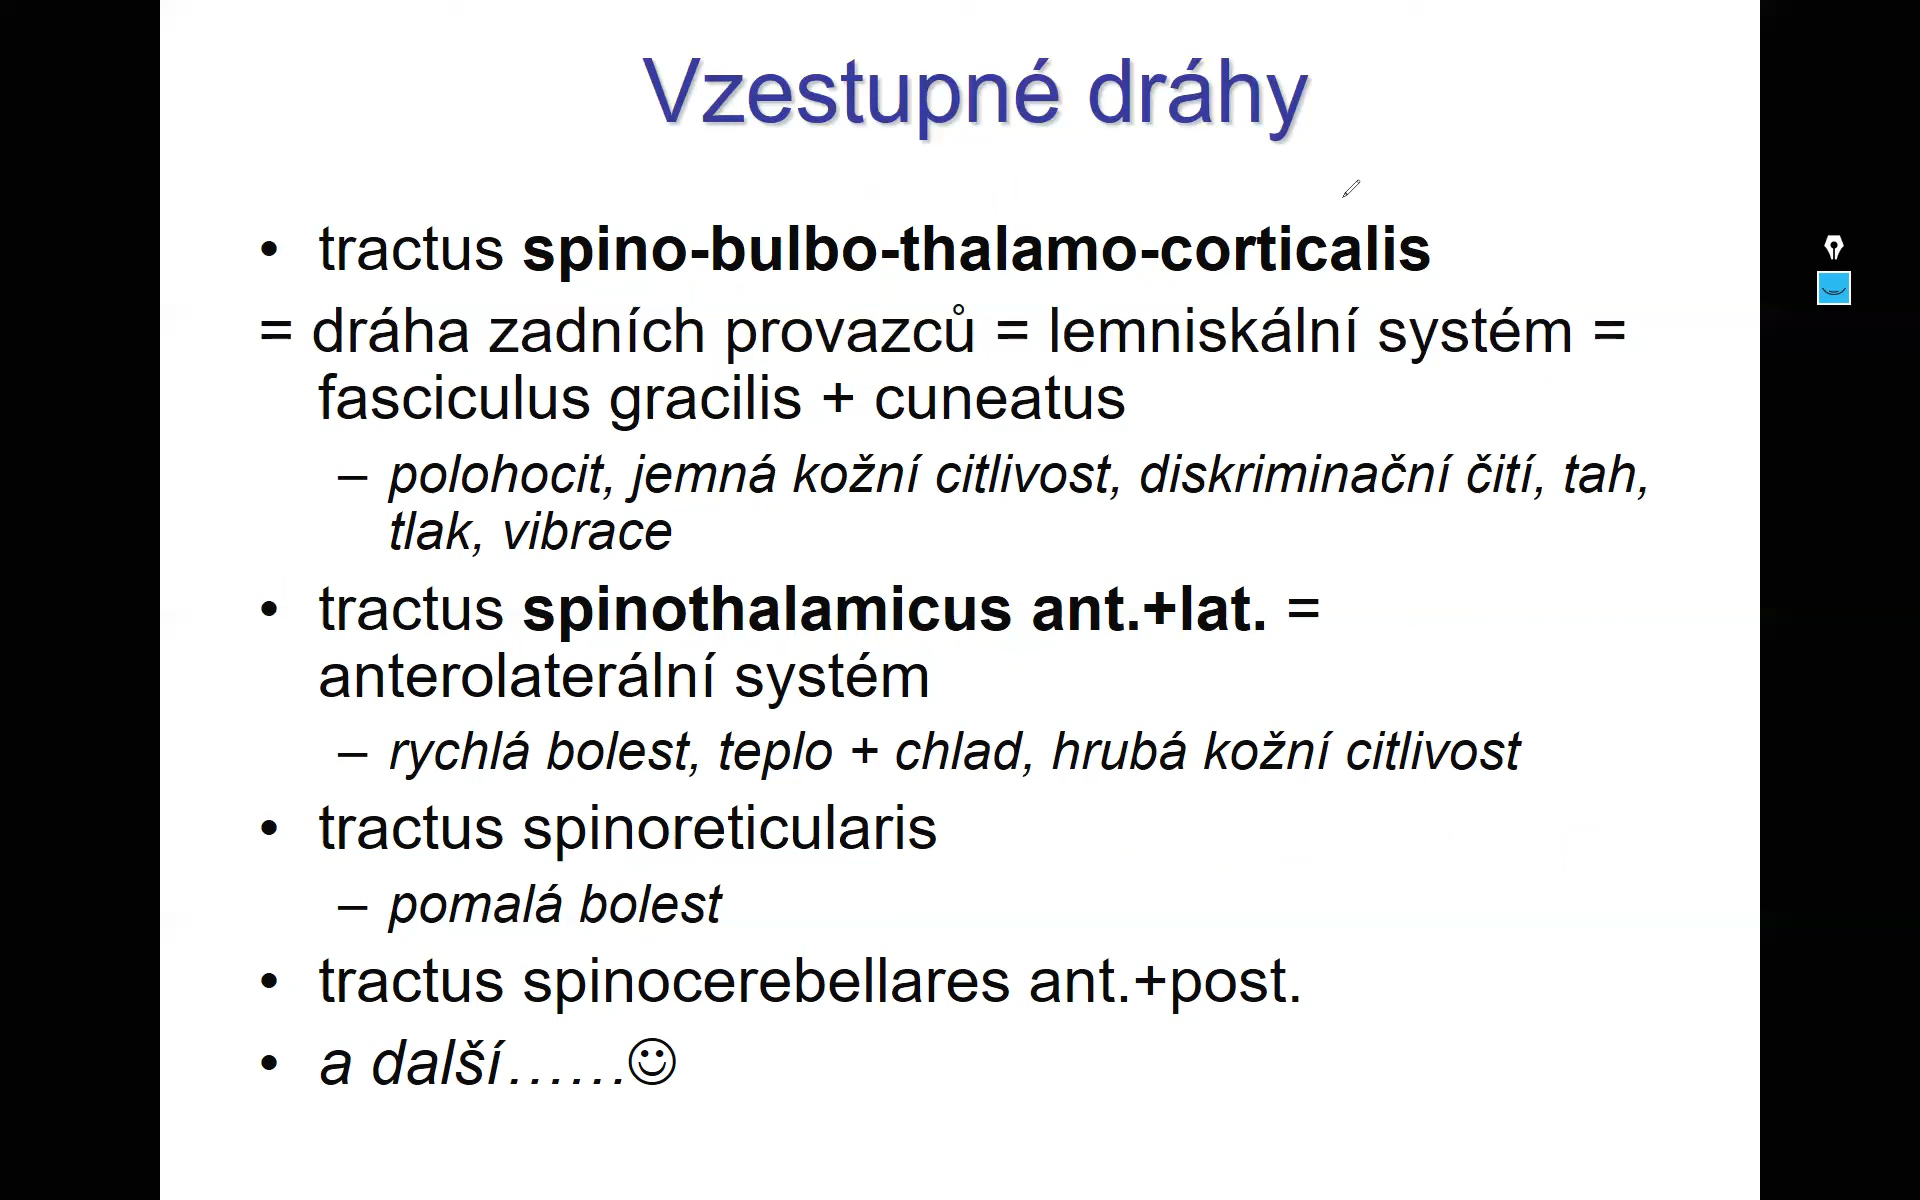 Vzestupné dráhy
• tractus spino-bulbo-thalamo-corticalis
= dráha zadních provazců = lemniskální systém =
fasciculus gracilis + cuneatus
– polohocit, jemná kožní citlivost, diskriminační čití, tah,
tlak, vibrace
• tractus spinothalamicus ant.+lat. =
anterolaterální systém
– rychlá bolest, teplo + chlad, hrubá kožní citlivost
• tractus spinoreticularis
– pomalá bolest
• tractus spinocerebellares ant.+post.
• a další……☺